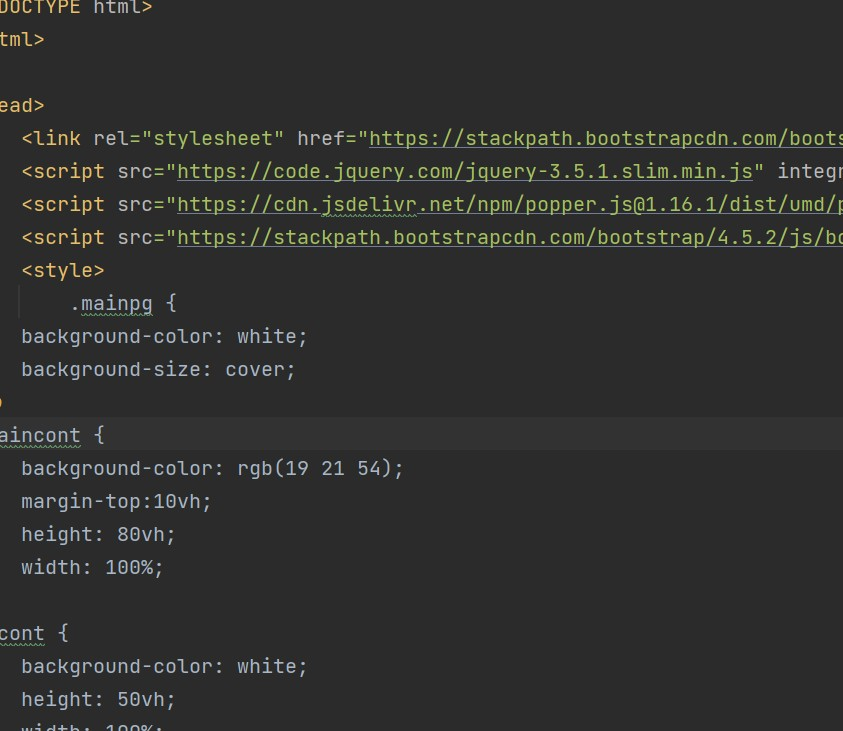 DOCTYPE html>
tml>
ead>
<link rel="stylesheet" href="https://stackpath.bootstrapcdn.com/boots
<script src="https://code.jquery.com/jquery-3.5.1.slim.min.js" integr
<script src="https://cdn.jsdelivr.net/npm/popper.js@1.16.1/dist/umd/p
<script src="https://stackpath.bootstrapcdn.com/bootstrap/4.5.2/js/bo
<style>
.mainpg {
background-color: white;
background-size: cover;
aincont {
background-color: rgb(19 21 54);
margin-top:10vh;
height: 80vh;
width: 100%;
cont {
background-color: white;
height: 50vh;
width: 100%;